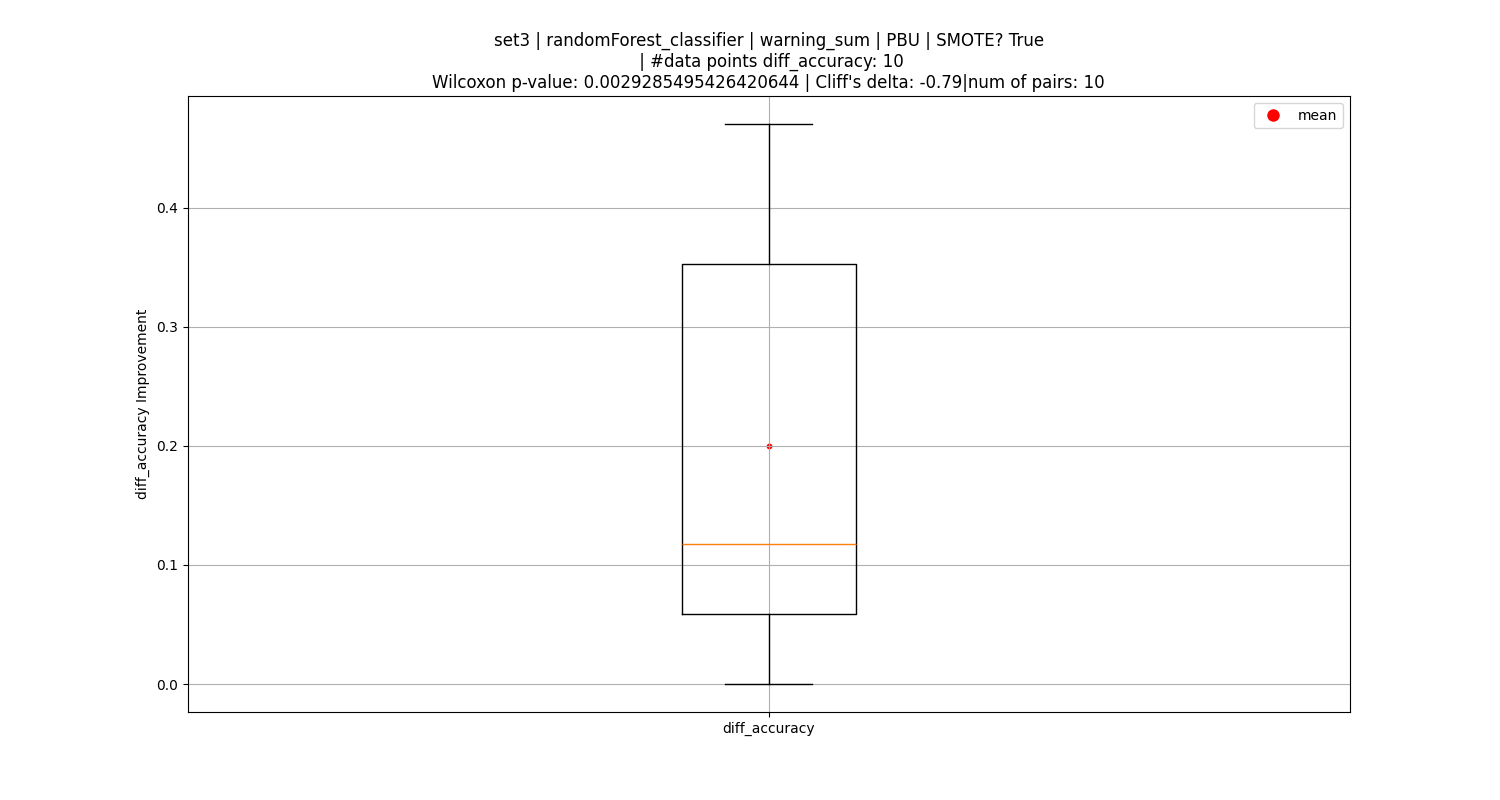 set3 | randomForest_classifier | warning_sum | PBU | SMOTE? True
| #data points diff_accuracy: 10
Wilcoxon p-value: 0.0029285495426420644 | Cliff's delta: -0.79|num of pairs: 10
mean
0.4
0.3
0.2
0.1
0.0
diff_accuracy Improvement
diff_accuracy